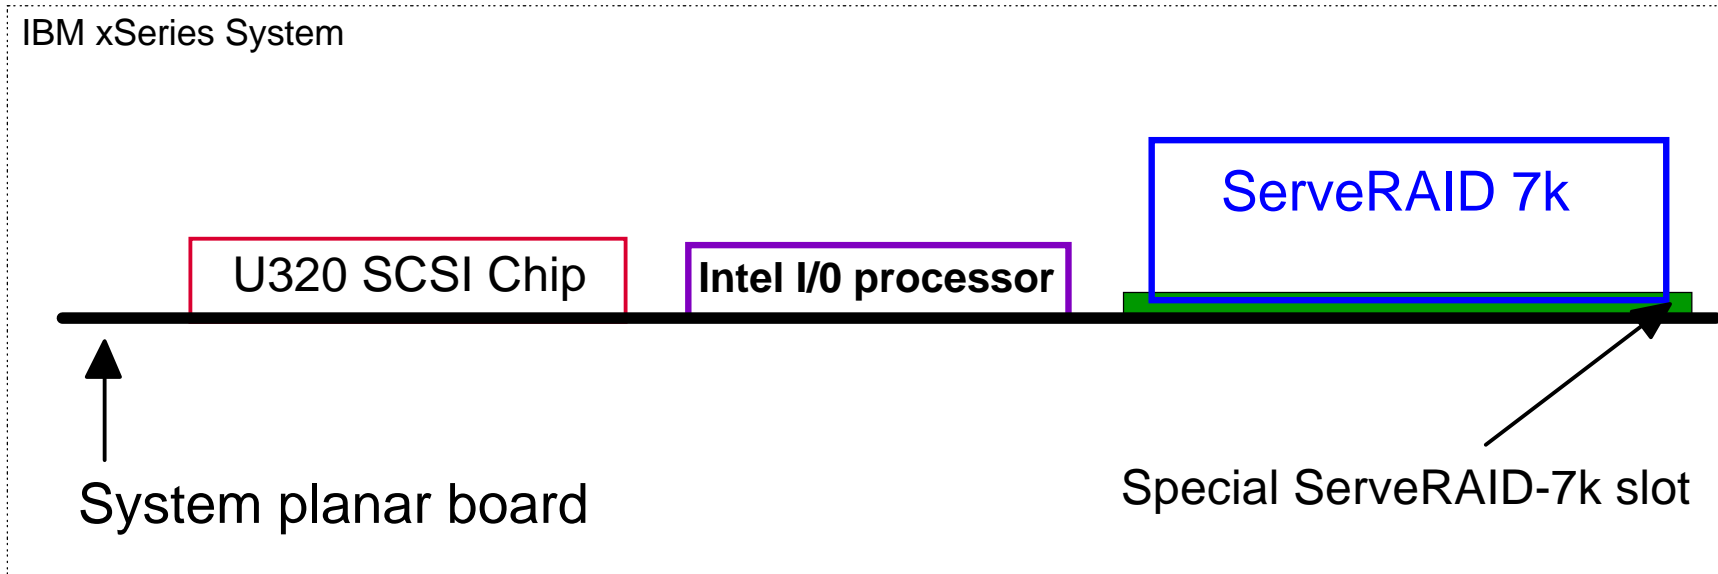 IBM xSeries System
ServeRAID 7k
U320 SCSI Chip
Intel I/0 processor
System planar board
Special ServeRAID-7k slot